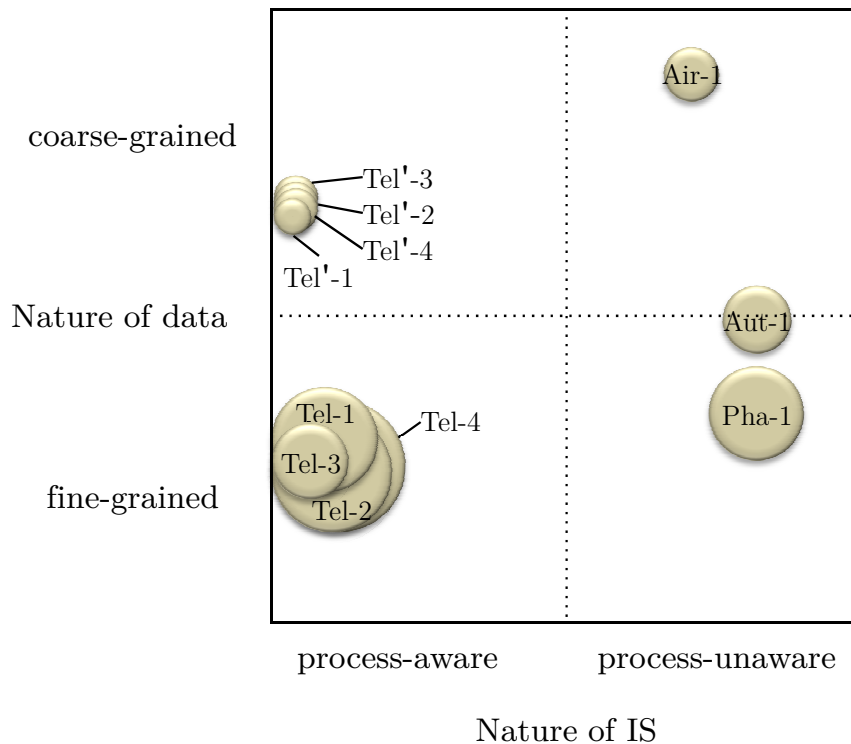 Air-1
coarse-grained
Tel'-3
Tel'-2
Tel'-4
Tel'-1
Nature of data
Aut-1
Tel-1
Tel-4
Pha-1
Tel-3
fine-grained
Tel-2
process-aware
process-unaware
Nature of IS